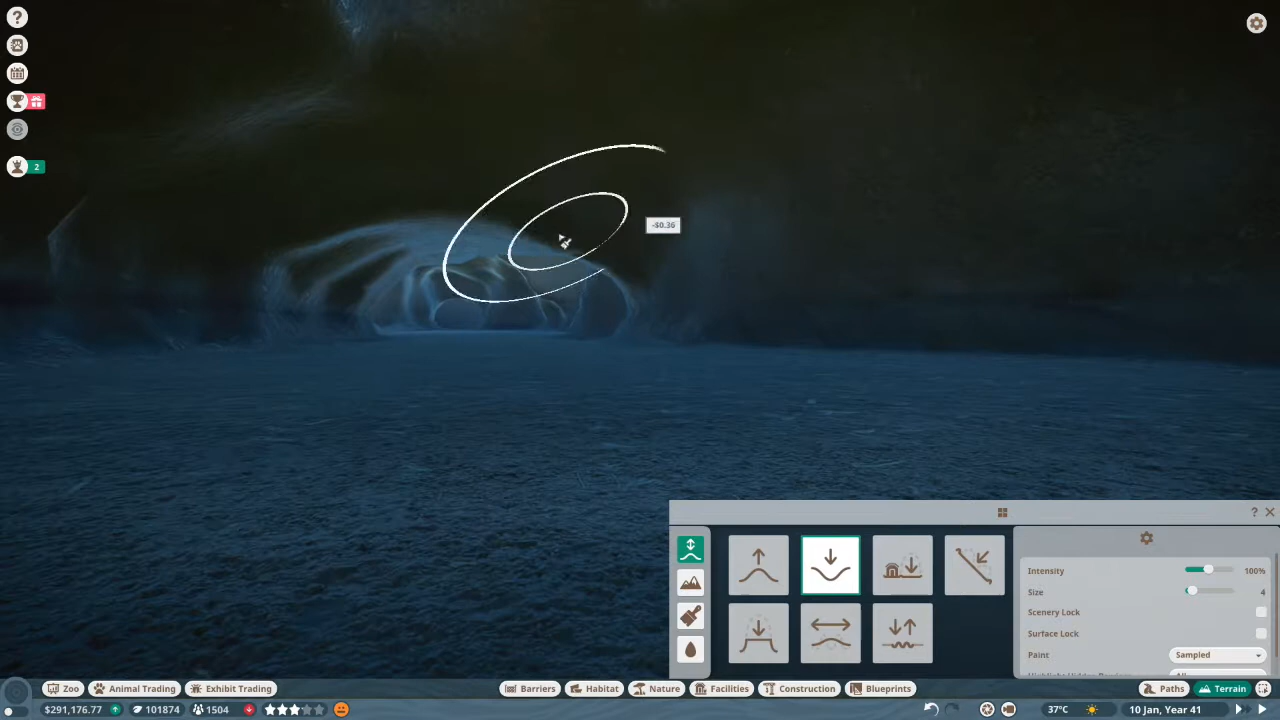 ?
2
-$0.36
?
Intensity 100%
Size 4
Scenery Lock
Surface Lock
Paint Sampled
Zoo Animal Trading Exhibit Trading Barriers Habitat Nature Facilities Construction Blueprints Paths Terrain
$291,176.77 101874 1504 37°C 10 Jan, Year 41